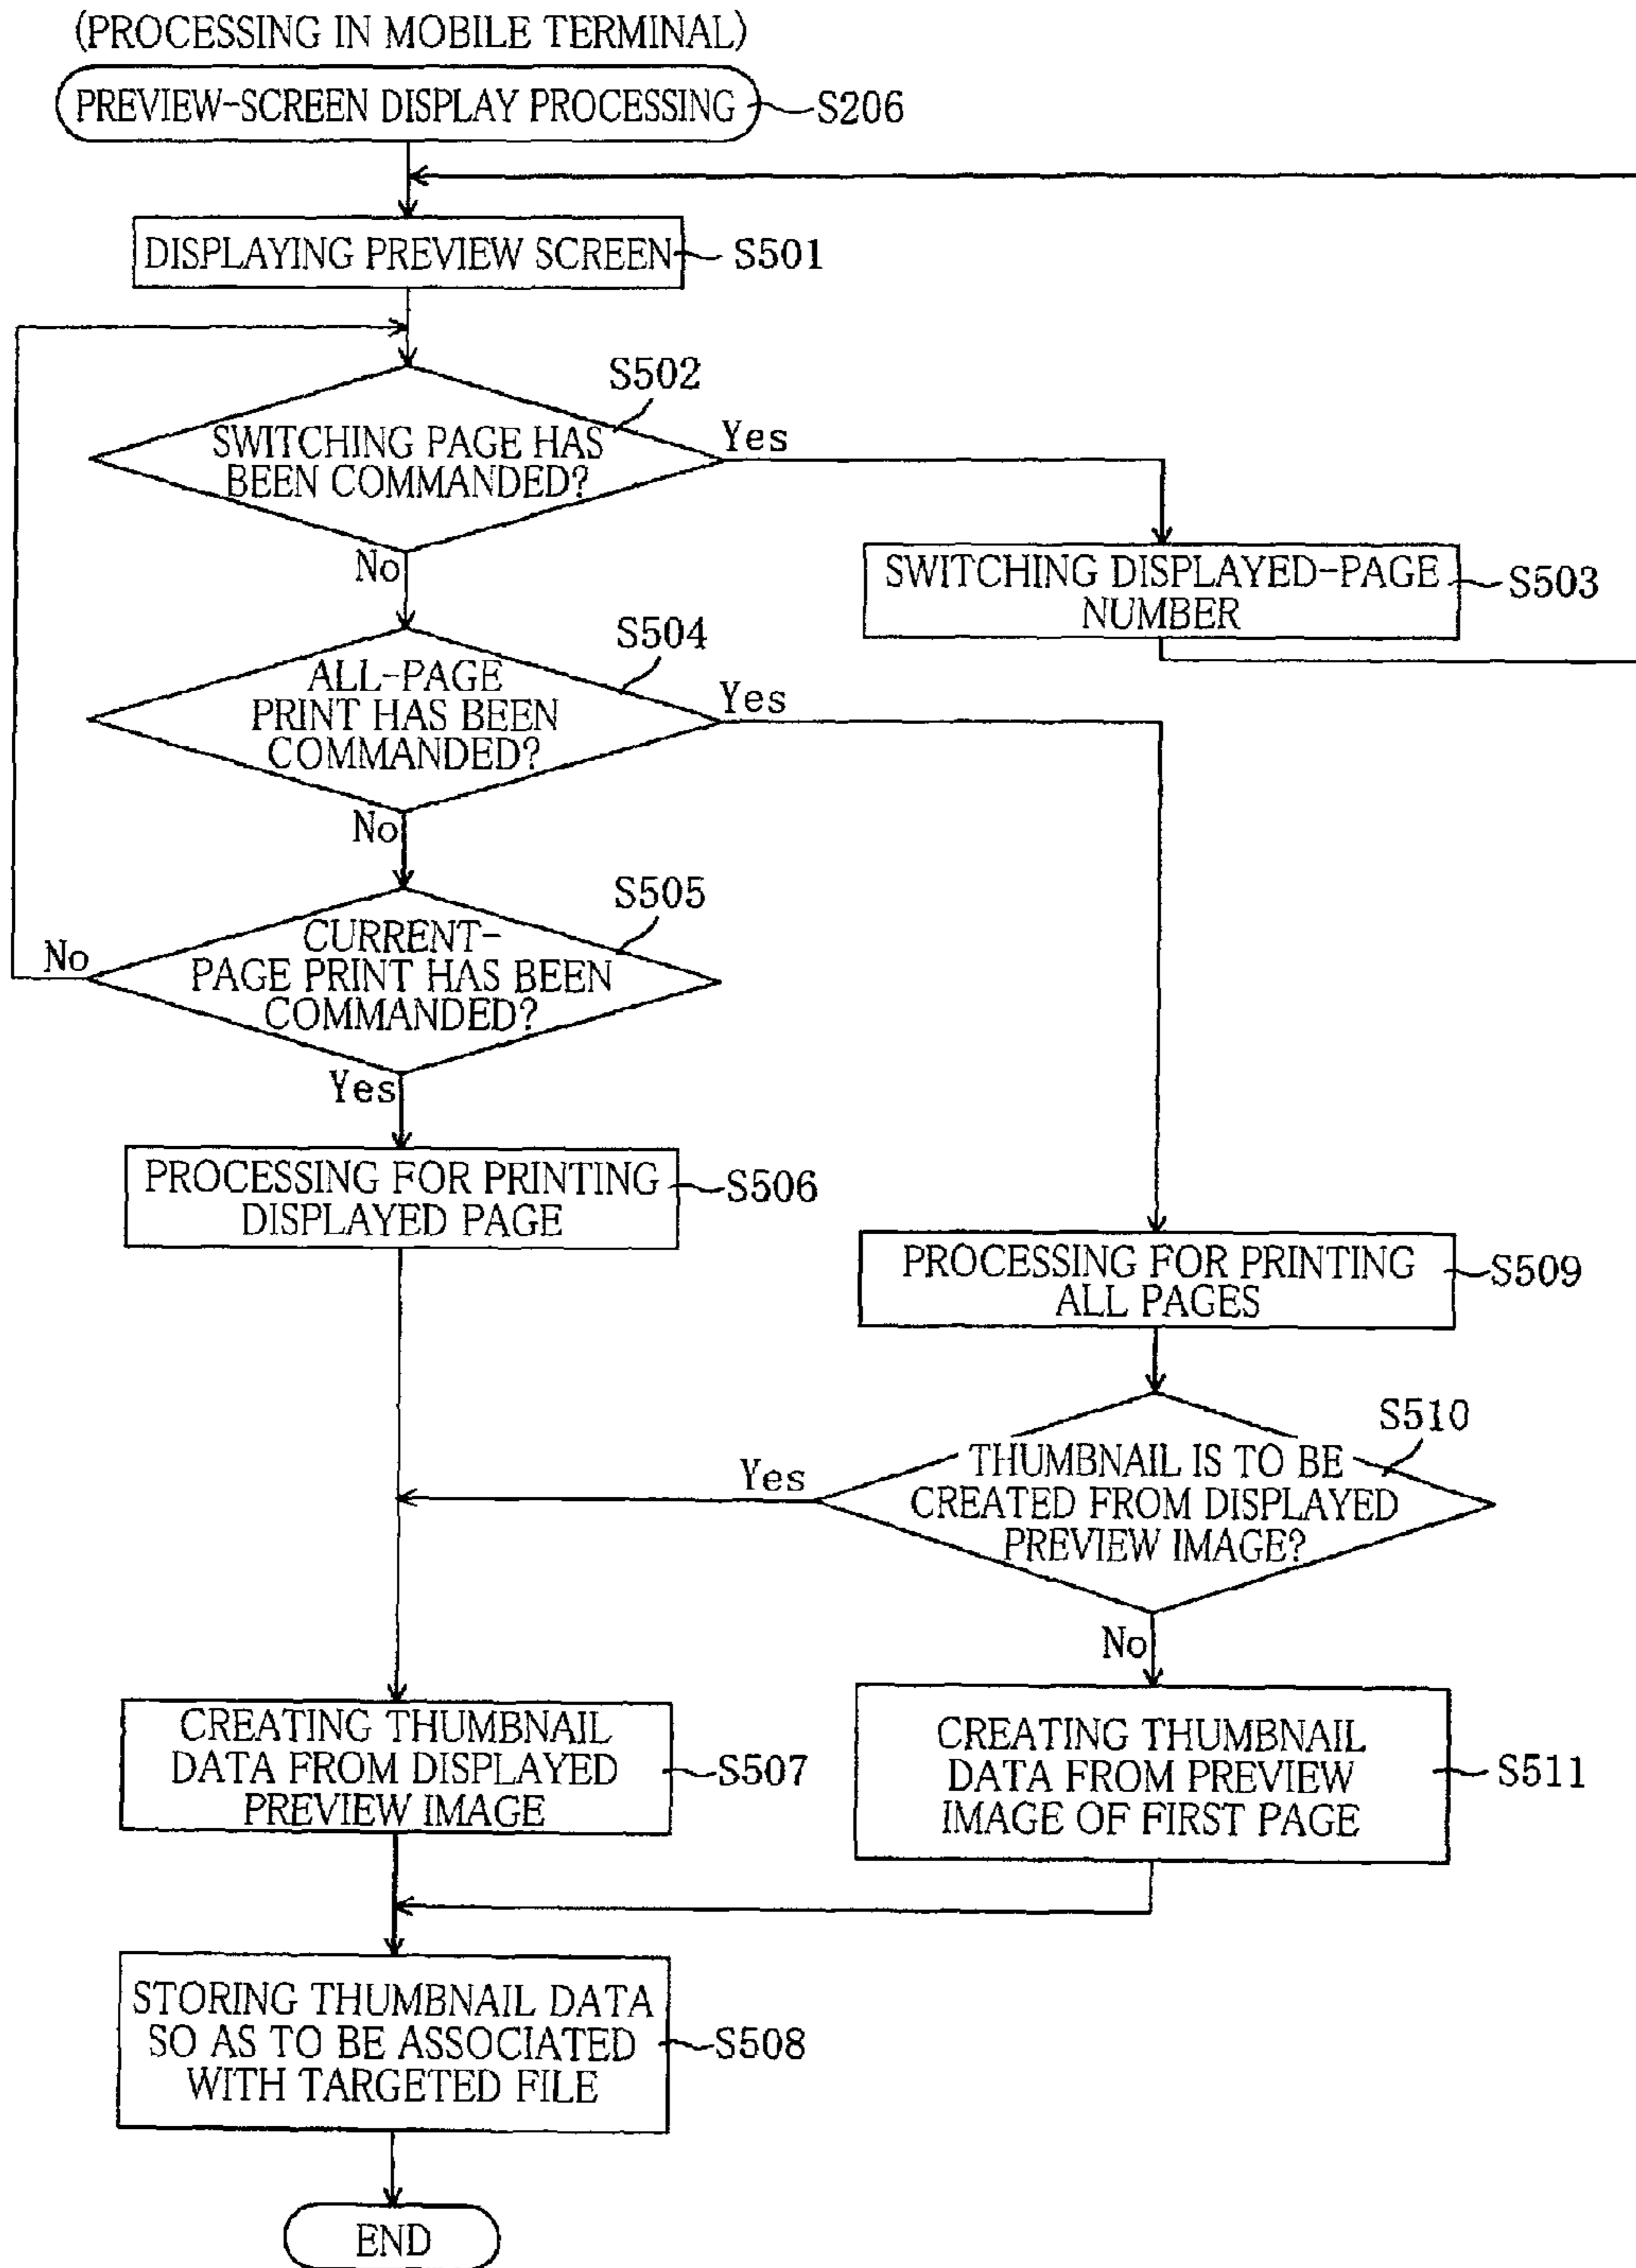 (PROCESSING IN MOBILE TERMINAL)
PREVIEW-SCREEN DISPLAY PROCESSING
S206
DISPLAYING PREVIEW SCREEN
S501
S502
SWITCHING PAGE HAS
BEEN COMMANDED?
Yes
No
SWITCHING DISPLAYED-PAGE
NUMBER
S503
S504
ALL-PAGE
PRINT HAS BEEN
COMMANDED?
Yes
No
S505
CURRENT-
PAGE PRINT HAS BEEN
COMMANDED?
No
Yes
PROCESSING FOR PRINTING
DISPLAYED PAGE
S506
PROCESSING FOR PRINTING
ALL PAGES
S509
S510
THUMBNAIL IS TO BE
CREATED FROM DISPLAYED
PREVIEW IMAGE?
Yes
No
CREATING THUMBNAIL
DATA FROM DISPLAYED
PREVIEW IMAGE
S507
CREATING THUMBNAIL
DATA FROM PREVIEW
IMAGE OF FIRST PAGE
S511
STORING THUMBNAIL DATA
SO AS TO BE ASSOCIATED
WITH TARGETED FILE
S508
END